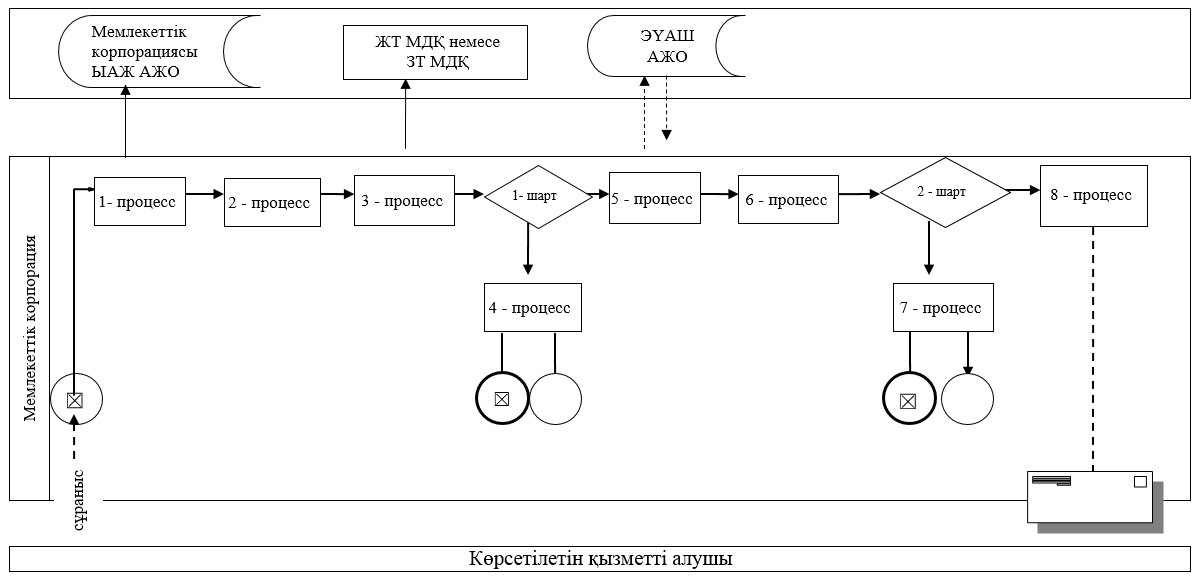 Мемлекеттік
корпорациясы
ЫАЖ АЖО
ЖТ МДҚ немесе
ЗТ МДҚ
ЭҮАШ
АЖО
Мемлекеттік корпорация
1- процесс
2 - процесс
3 - процесс
1- шарт
5 - процесс
6 - процесс
2 - шарт
8 - процесс
4 - процесс
7 - процесс
сұраныс
Көрсетілетін қызметті алушы